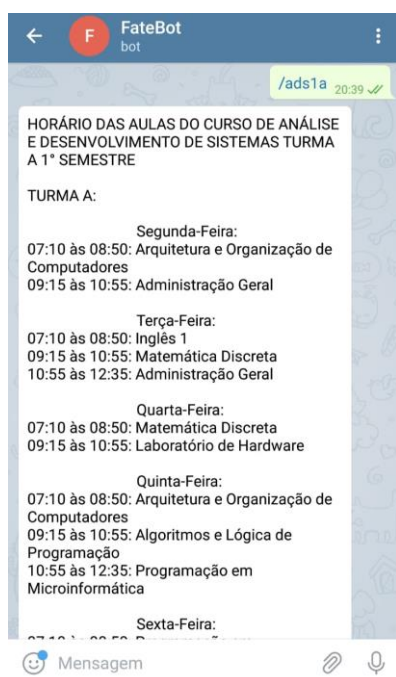 F
FateBot
bot
/ads1a 20:39
HORÁRIO DAS AULAS DO CURSO DE ANÁLISE
E DESENVOLVIMENTO DE SISTEMAS TURMA
A 1° SEMESTRE
TURMA A:
Segunda-Feira:
07:10 às 08:50: Arquitetura e Organização de
Computadores
09:15 às 10:55: Administração Geral
Terça-Feira:
07:10 às 08:50: Inglês 1
09:15 às 10:55: Matemática Discreta
10:55 às 12:35: Administração Geral
Quarta-Feira:
07:10 às 08:50: Matemática Discreta
09:15 às 10:55: Laboratório de Hardware
Quinta-Feira:
07:10 às 08:50: Arquitetura e Organização de
Computadores
09:15 às 10:55: Algoritmos e Lógica de
Programação
10:55 às 12:35: Programação em
Microinformática
Sexta-Feira:
Mensagem